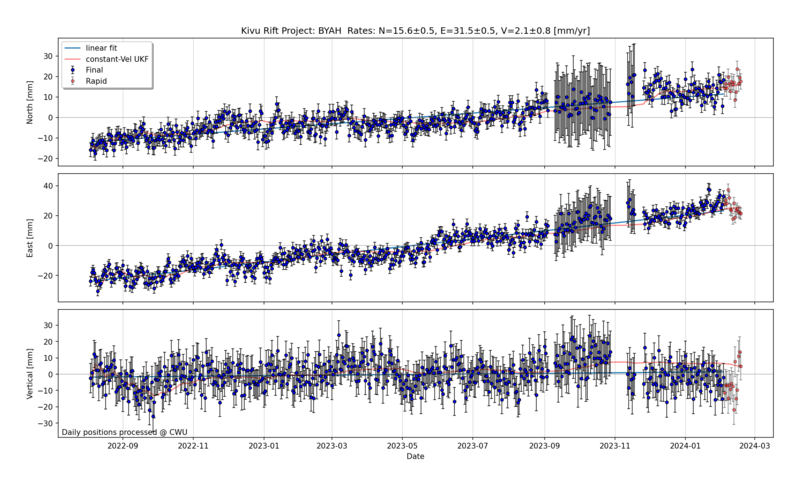 Kivu Rift Project: BYAH  Rates: N=15.6±0.5, E=31.5±0.5, V=2.1±0.8 [mm/yr]
linear fit
constant-Vel UKF
Final
Rapid
North [mm]
30
20
10
0
−10
−20
East [mm]
40
20
0
−20
Vertical [mm]
30
20
10
0
−10
−20
−30
Daily positions processed @ CWU
2022-09 2022-11 2023-01 2023-03 2023-05 2023-07 2023-09 2023-11 2024-01 2024-03
Date